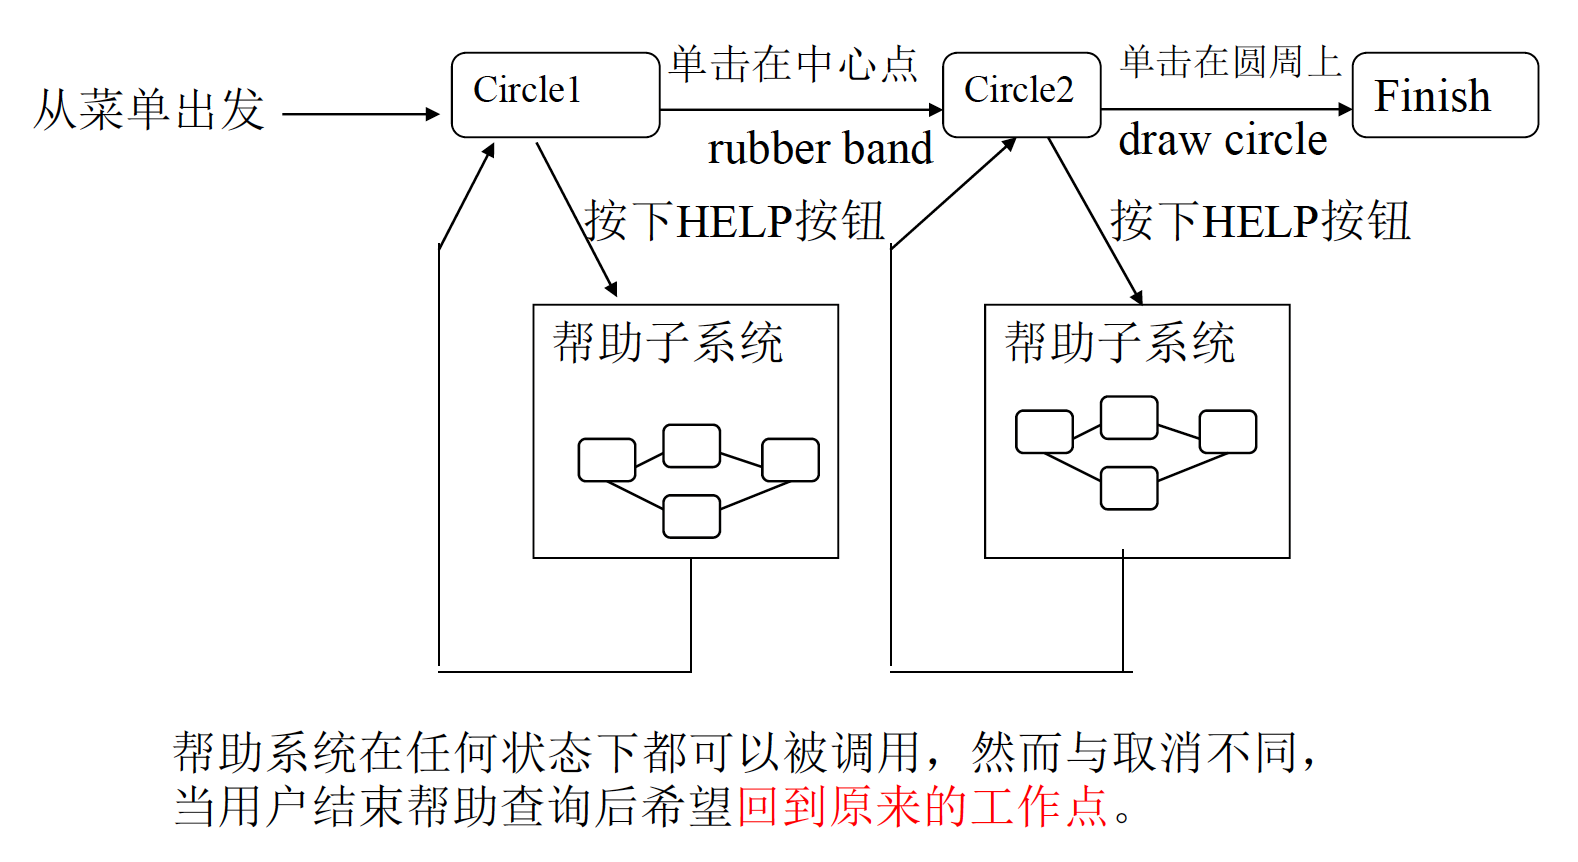 从菜单出发
Circle1
单击在中心点
rubber band
Circle2
单击在圆周上
draw circle
Finish
按下HELP按钮
按下HELP按钮
帮助子系统
帮助子系统
帮助系统在任何状态下都可以被调用，然而与取消不同，
当用户结束帮助查询后希望回到原来的工作点。